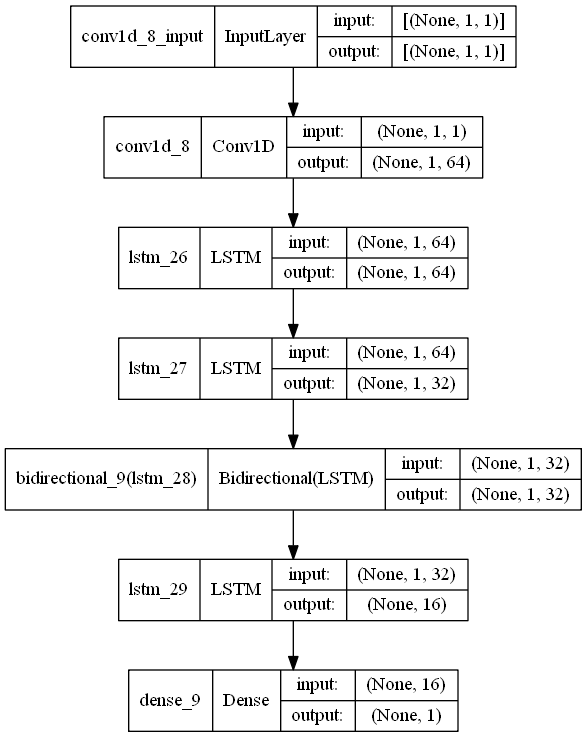 conv1d_8_input InputLayer input: [(None, 1, 1)]
output: [(None, 1, 1)]
conv1d_8 Conv1D input: (None, 1, 1)
output: (None, 1, 64)
lstm_26 LSTM input: (None, 1, 64)
output: (None, 1, 64)
lstm_27 LSTM input: (None, 1, 64)
output: (None, 1, 32)
bidirectional_9(lstm_28) Bidirectional(LSTM) input: (None, 1, 32)
output: (None, 1, 32)
lstm_29 LSTM input: (None, 1, 32)
output: (None, 16)
dense_9 Dense input: (None, 16)
output: (None, 1)